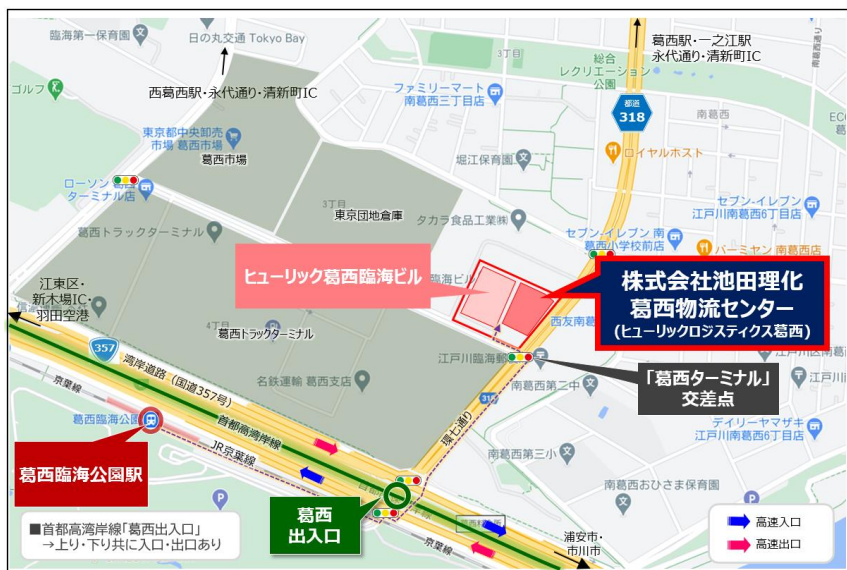 臨海第一保育園
日の丸交通 Tokyo Bay
3丁目
総合
レクリエーション
公園
葛西駅・一之江駅
永代通り・清新町IC
南葛西通り
ゴルフ
西葛西駅・永代通り・清新町IC
ファミリーマート
南葛西三丁目店
都道
318
南葛西
東京都中央卸売
市場 葛西市場
葛西市場
ロイヤルホスト
堀江保育園
ローソン 葛西
ターミナル店
3丁目
東京団地倉庫
タカラ食品工業㈱
セブン-イレブン
江戸川南葛西6丁目店
葛西トラックターミナル
セブン-イレブン 南
葛西小学校前店
バーミヤン 南葛西店
ヒューリック葛西臨海ビル
臨海ビル
株式会社池田理化
葛西物流センター
(ヒューリックロジスティクス葛西)
江東区・
新木場IC・
羽田空港
4丁目
葛西トラックターミナル
西友南葛
357
湾岸道路（国道357号）
江戸川臨海郵
「葛西ターミナル」
交差点
名鉄運輸 葛西支店
318
南葛西第二中
京葉線
葛西臨海公園
首都高湾岸線
環七通り
デイリーヤマザキ
江戸川南葛西
南葛西第三小
葛西臨海公園駅
JR京葉線
南葛西おひさま保育園
葛西
出入口
■首都高湾岸線「葛西出入口」
→上り・下り共に入口・出口あり
京葉線
浦安市・
市川市
高速入口
高速出口